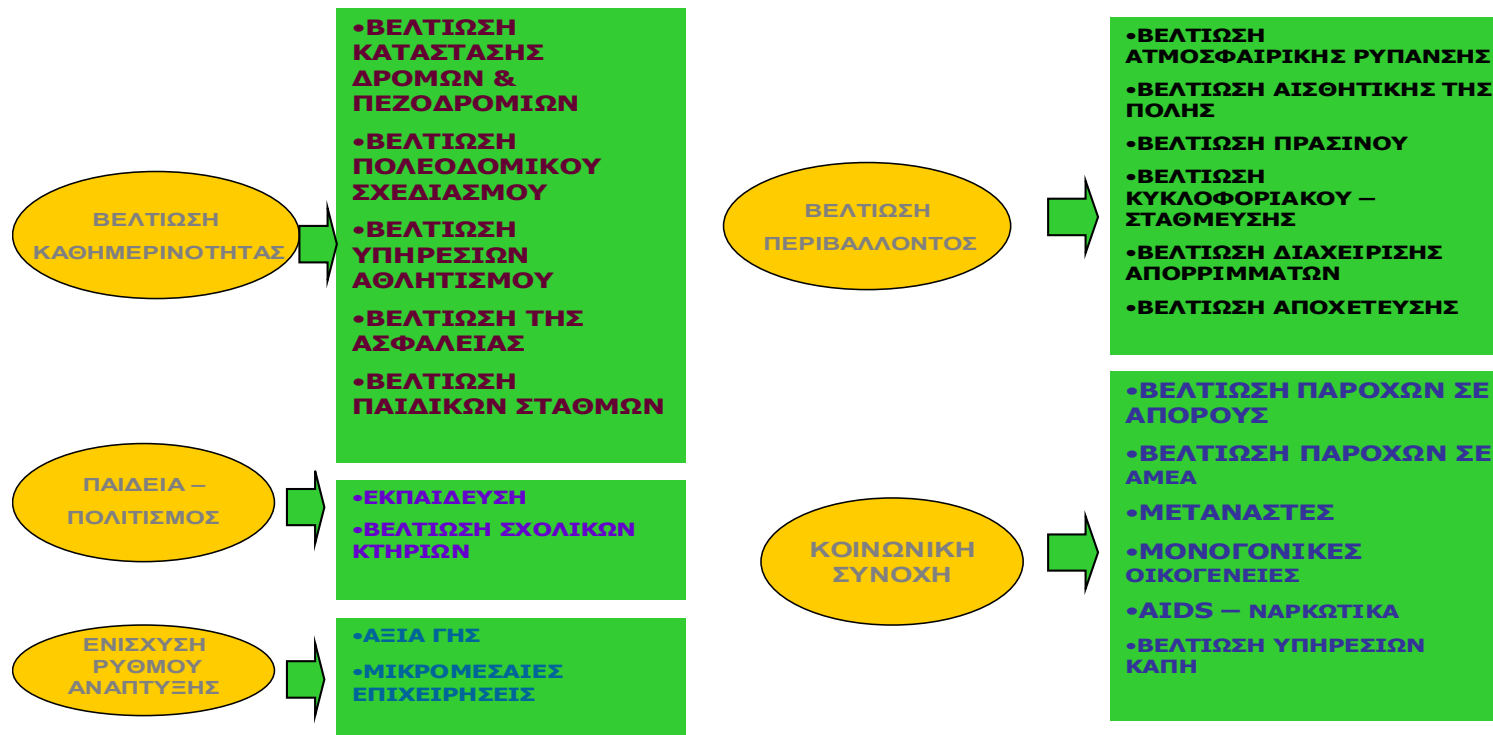 ΒΕΛΤΙΩΣΗ
ΚΑΘΗΜΕΡΙΝΟΤΗΤΑΣ
•ΒΕΛΤΙΩΣΗ
ΚΑΤΑΣΤΑΣΗΣ
ΔΡΟΜΩΝ &
ΠΕΖΟΔΡΟΜΙΩΝ
•ΒΕΛΤΙΩΣΗ
ΠΟΛΕΟΔΟΜΙΚΟΥ
ΣΧΕΔΙΑΣΜΟΥ
•ΒΕΛΤΙΩΣΗ
ΥΠΗΡΕΣΙΩΝ
ΑΘΛΗΤΙΣΜΟΥ
•ΒΕΛΤΙΩΣΗ ΤΗΣ
ΑΣΦΑΛΕΙΑΣ
•ΒΕΛΤΙΩΣΗ
ΠΑΙΔΙΚΩΝ ΣΤΑΘΜΩΝ
ΠΑΙΔΕΙΑ –
ΠΟΛΙΤΙΣΜΟΣ
•ΕΚΠΑΙΔΕΥΣΗ
•ΒΕΛΤΙΩΣΗ ΣΧΟΛΙΚΩΝ
ΚΤΗΡΙΩΝ
ΕΝΙΣΧΥΣΗ
ΡΥΘΜΟΥ
ΑΝΑΠΤΥΞΗΣ
•ΑΞΙΑ ΓΗΣ
•ΜΙΚΡΟΜΕΣΑΙΕΣ
ΕΠΙΧΕΙΡΗΣΕΙΣ
ΒΕΛΤΙΩΣΗ
ΠΕΡΙΒΑΛΛΟΝΤΟΣ
•ΒΕΛΤΙΩΣΗ
ΑΤΜΟΣΦΑΙΡΙΚΗΣ ΡΥΠΑΝΣΗΣ
•ΒΕΛΤΙΩΣΗ ΑΙΣΘΗΤΙΚΗΣ ΤΗΣ
ΠΟΛΗΣ
•ΒΕΛΤΙΩΣΗ ΠΡΑΣΙΝΟΥ
•ΒΕΛΤΙΩΣΗ
ΚΥΚΛΟΦΟΡΙΑΚΟΥ –
ΣΤΑΘΜΕΥΣΗΣ
•ΒΕΛΤΙΩΣΗ ΔΙΑΧΕΙΡΙΣΗΣ
ΑΠΟΡΡΙΜΜΑΤΩΝ
•ΒΕΛΤΙΩΣΗ ΑΠΟΧΕΤΕΥΣΗΣ
ΚΟΙΝΩΝΙΚΗ
ΣΥΝΟΧΗ
•ΒΕΛΤΙΩΣΗ ΠΑΡΟΧΩΝ ΣΕ
ΑΠΟΡΟΥΣ
•ΒΕΛΤΙΩΣΗ ΠΑΡΟΧΩΝ ΣΕ
ΑΜΕΑ
•ΜΕΤΑΝΑΣΤΕΣ
•ΜΟΝΟΓΟΝΙΚΕΣ
ΟΙΚΟΓΕΝΕΙΕΣ
•AIDS – ΝΑΡΚΩΤΙΚΑ
•ΒΕΛΤΙΩΣΗ ΥΠΗΡΕΣΙΩΝ
ΚΑΠΗ